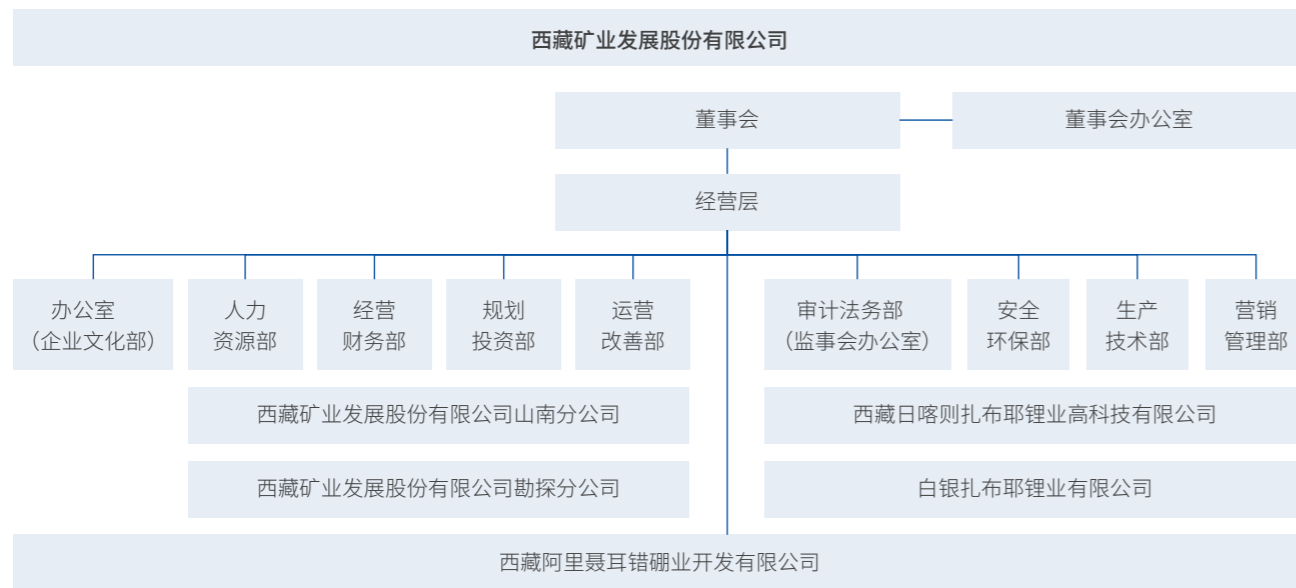 西藏矿业发展股份有限公司
董事会
董事会办公室
经营层
办公室
（企业文化部）
人力
资源部
经营
财务部
规划
投资部
运营
改善部
审计法务部
（监事会办公室）
安全
环保部
生产
技术部
营销
管理部
西藏矿业发展股份有限公司山南分公司
西藏日喀则扎布耶锂业高科技有限公司
西藏矿业发展股份有限公司勘探分公司
白银扎布耶锂业有限公司
西藏阿里聂耳错硼业开发有限公司